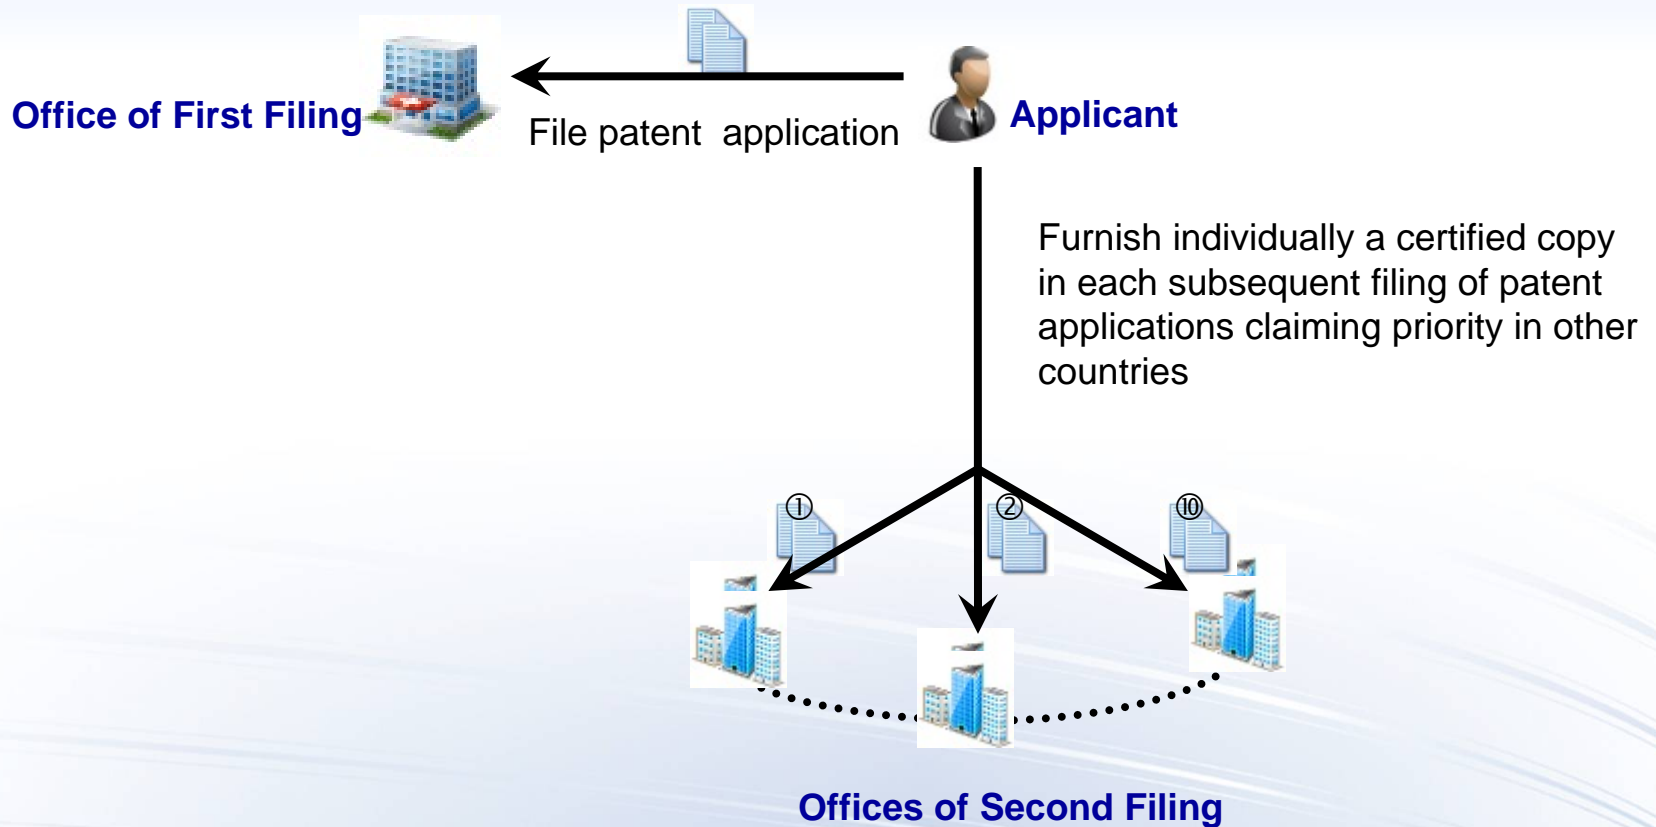 Office of First Filing
File patent application
Applicant
Furnish individually a certified copy
in each subsequent filing of patent
applications claiming priority in other
countries
①
②
⑩
Offices of Second Filing